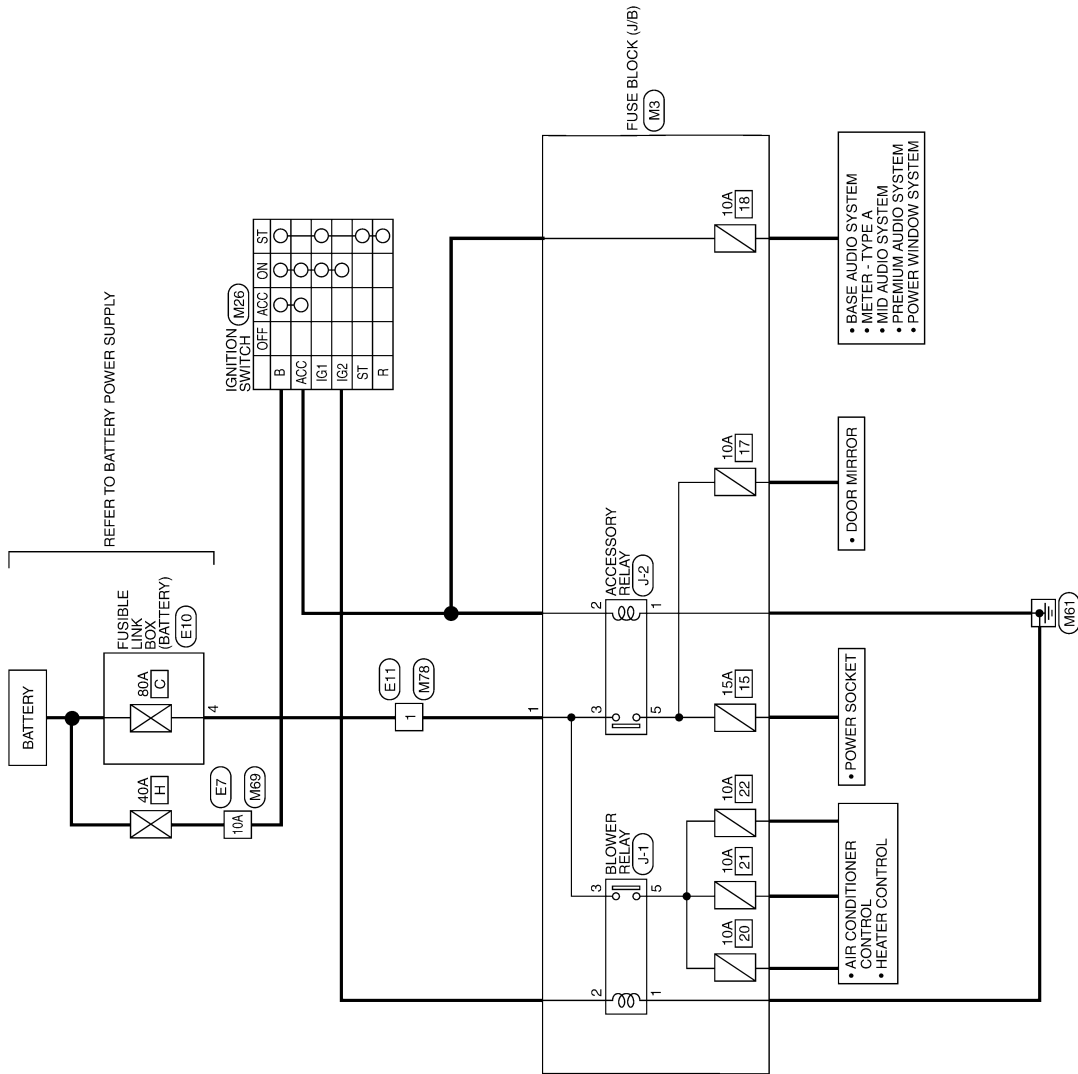 REFER TO BATTERY POWER SUPPLY
BATTERY
FUSIBLE
LINK
BOX
(BATTERY)
E10
80A
C
4
40A
H
E7
M69
10A
IGNITION
SWITCH
M26
OFF
ACC
ON
ST
B
ACC
IG1
IG2
ST
R
E11
M78
1
1
FUSE BLOCK (J/B)
M3
BLOWER
RELAY
J-1
2
1
3
5
ACCESSORY
RELAY
J-2
2
1
3
5
10A
20
10A
21
10A
22
15A
15
10A
17
10A
18
• AIR CONDITIONER
CONTROL
• HEATER CONTROL
• POWER SOCKET
• DOOR MIRROR
• BASE AUDIO SYSTEM
• METER - TYPE A
• MID AUDIO SYSTEM
• PREMIUM AUDIO SYSTEM
• POWER WINDOW SYSTEM
M61